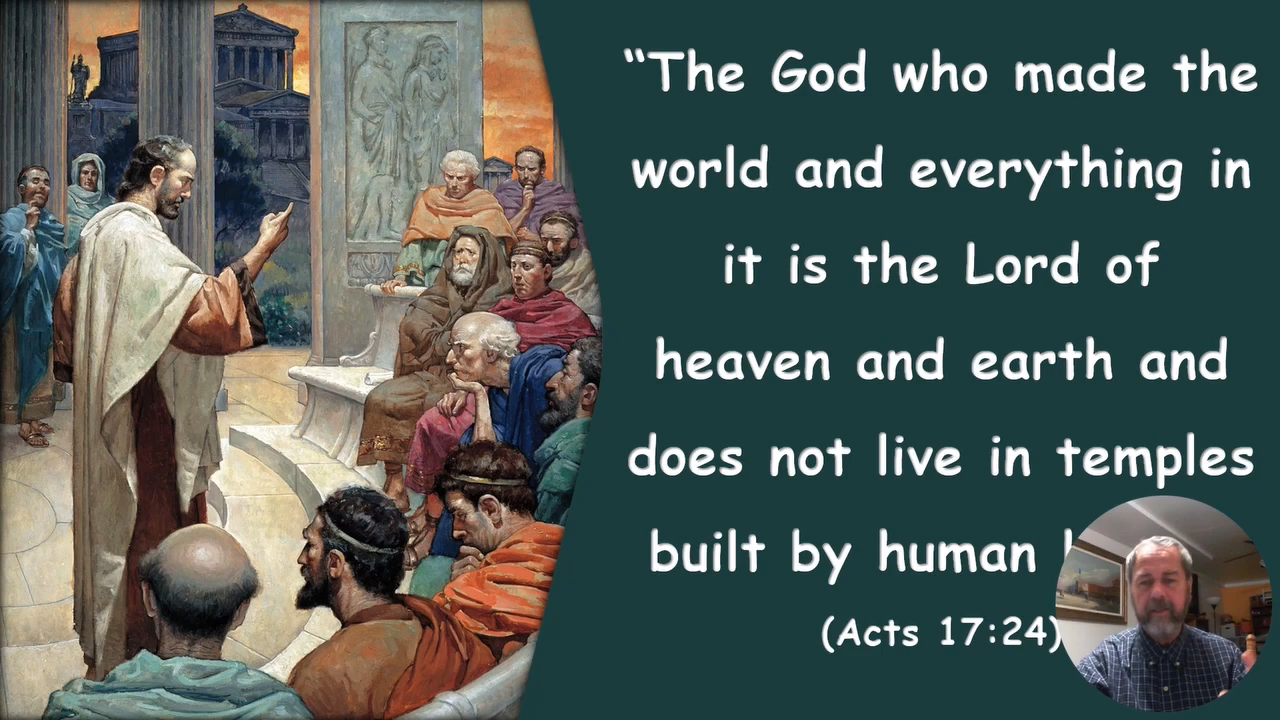 “The God who made the
world and everything in
it is the Lord of
heaven and earth and
does not live in temples
built by human
(Acts 17:24)